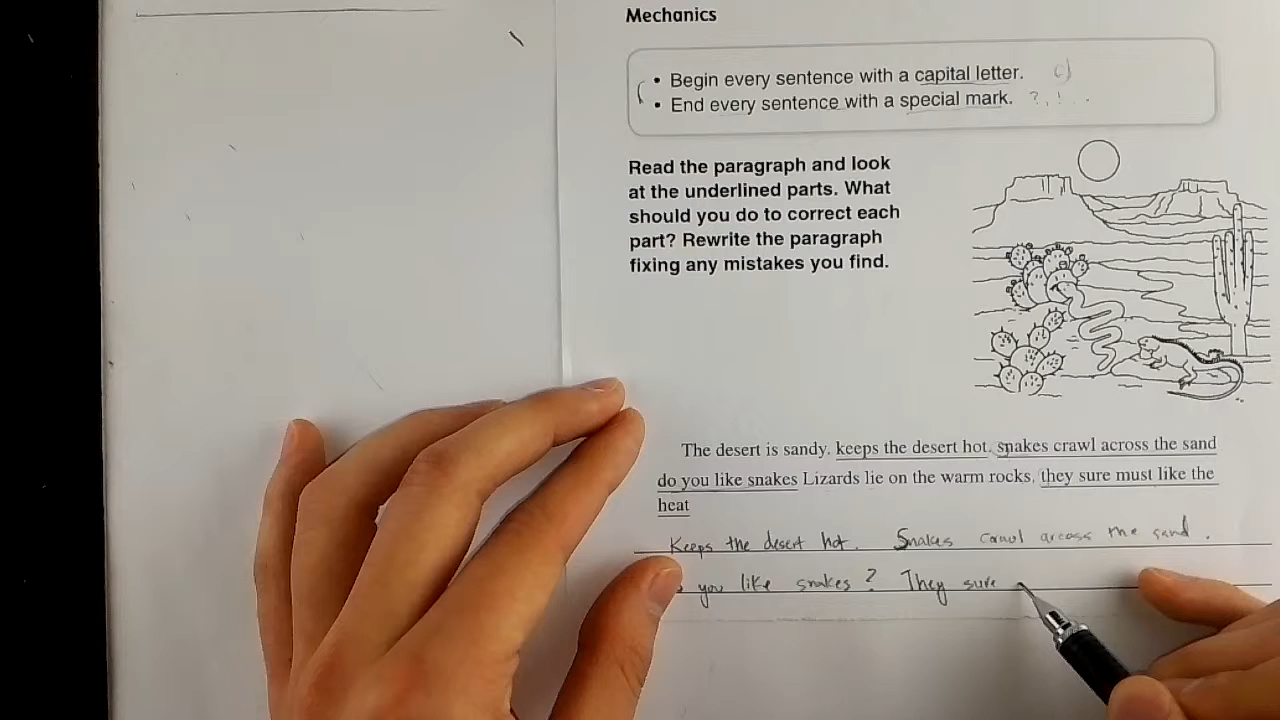 Mechanics
• Begin every sentence with a capital letter. c)
• End every sentence with a special mark. ? , ! . .
Read the paragraph and look
at the underlined parts. What
should you do to correct each
part? Rewrite the paragraph
fixing any mistakes you find.
The desert is sandy. keeps the desert hot. snakes crawl across the sand
do you like snakes Lizards lie on the warm rocks, they sure must like the
heat
Keeps the desert hot. Snakes crawl across the sand.
you like snakes? They sure